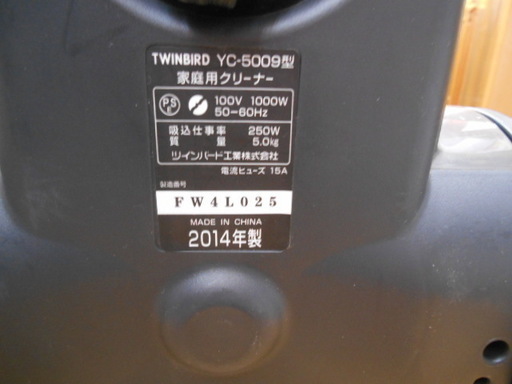 TWINBIRD YC-5009型
家庭用クリーナー
PS E 100V 1000W
50-60Hz
吸込仕事率 250W
質量 5.0kg
ツインバード工業株式会社
電流ヒューズ 15A
製造番号
FW4L025
MADE IN CHINA
2014年製